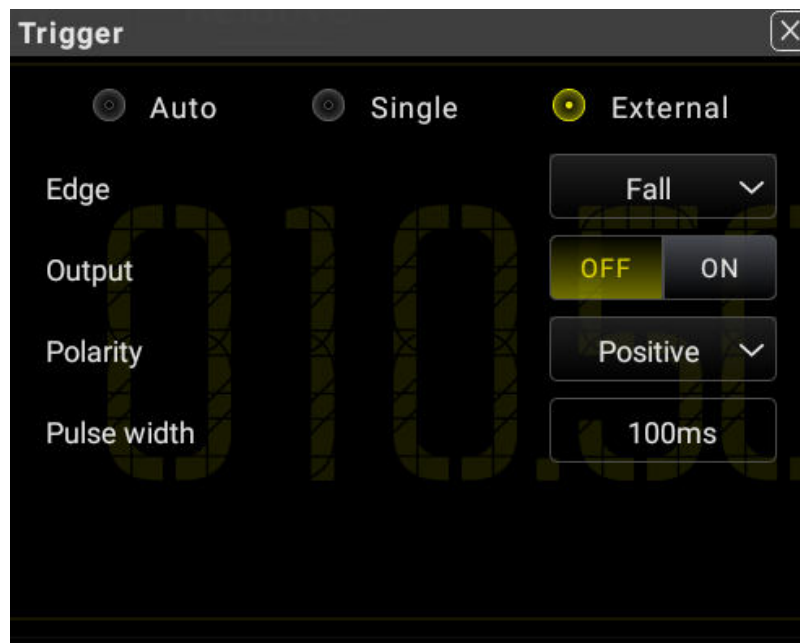 Trigger
Auto Single External
Edge Fall
Output OFF ON
Polarity Positive
Pulse width 100ms